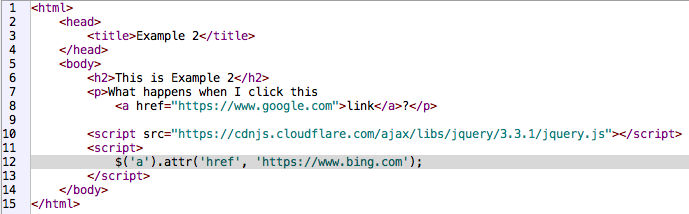 1 <html>
2     <head>
3         <title>Example 2</title>
4     </head>
5     <body>
6         <h2>This is Example 2</h2>
7         <p>What happens when I click this
8             <a href="https://www.google.com">link</a>?</p>
9
10         <script src="https://cdnjs.cloudflare.com/ajax/libs/jquery/3.3.1/jquery.js"></script>
11         <script>
12             $('a').attr('href', 'https://www.bing.com');
13         </script>
14     </body>
15 </html>